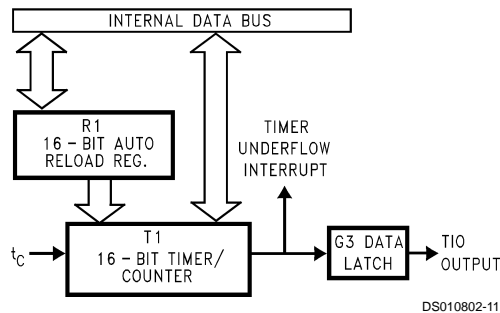 INTERNAL DATA BUS
R1
16-BIT AUTO
RELOAD REG.
TIMER
UNDERFLOW
INTERRUPT
tC
T1
16-BIT TIMER/
COUNTER
G3 DATA
LATCH
TIO
OUTPUT
DS010802-11